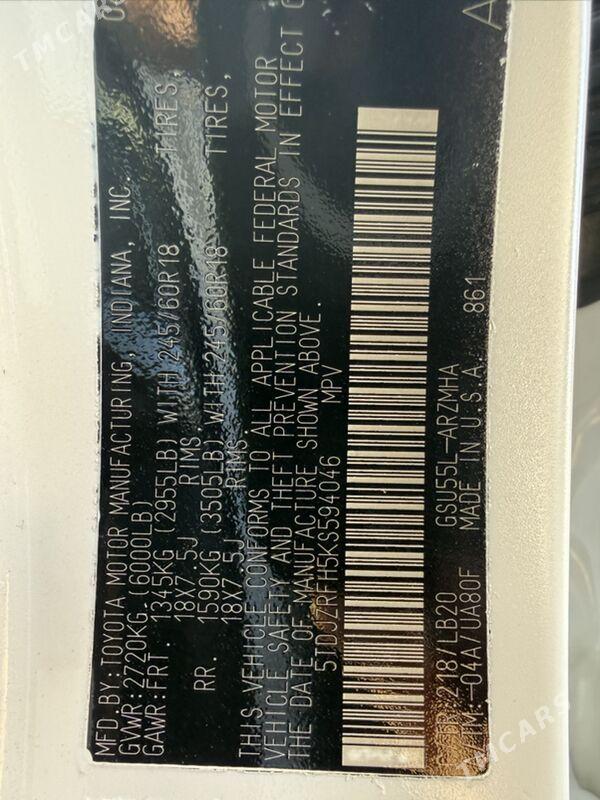 MFD.BY:TOYOTA MOTOR MANUFACTURING, INDIANA, INC.
GVWR:2720KG.(6000LB)
GAWR:FRT. 1345KG (2955LB) WITH 245/60R18 TIRES,
18X7.5J RIMS
RR. 1590KG (3505LB) WITH 245/60R18 TIRES,
18X7.5J RIMS.
THIS VEHICLE CONFORMS TO ALL APPLICABLE FEDERAL MOTOR
VEHICLE SAFETY AND THEFT PREVENTION STANDARDS IN EFFECT
THE DATE OF MANUFACTURE SHOWN ABOVE.
5TDJZRFH5KS594046 MPV
C/TR: 218/LB20 GSU55L-ARZMHA
A/TM: -04A/UA80F MADE IN U.S.A. 861
TMCARS
TMCARS